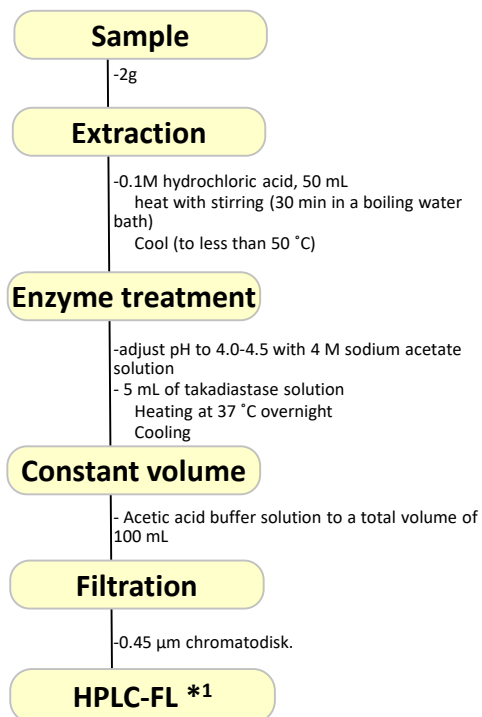 Sample
-2g
Extraction
-0.1M hydrochloric acid, 50 mL
heat with stirring (30 min in a boiling water
bath)
Cool (to less than 50 ˚C)
Enzyme treatment
-adjust pH to 4.0-4.5 with 4 M sodium acetate
solution
- 5 mL of takadiastase solution
Heating at 37 ˚C overnight
Cooling
Constant volume
- Acetic acid buffer solution to a total volume of
100 mL
Filtration
-0.45 μm chromatodisk.
HPLC-FL *1